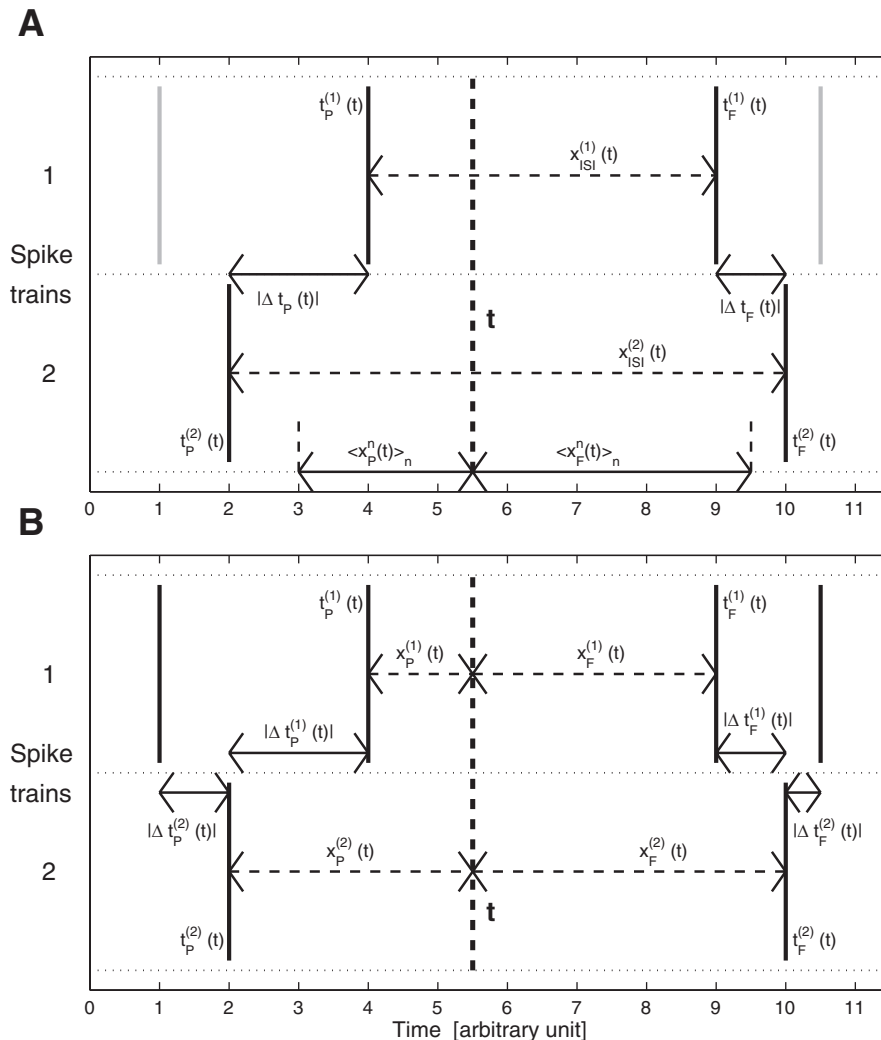 A
t_P^(1) (t)
t_F^(1) (t)
x_ISI^(1) (t)
1
Spike
trains
|Δ t_P (t)|
|Δ t_F (t)|
t
x_ISI^(2) (t)
2
t_P^(2) (t)
<x_P^n(t)>_n
<x_F^n(t)>_n
t_F^(2) (t)
0 1 2 3 4 5 6 7 8 9 10 11
B
t_P^(1) (t)
t_F^(1) (t)
x_P^(1) (t)
x_F^(1) (t)
1
|Δ t_P^(1) (t)|
|Δ t_F^(1) (t)|
Spike
trains
|Δ t_P^(2) (t)|
|Δ t_F^(2) (t)|
x_P^(2) (t)
x_F^(2) (t)
2
t
t_P^(2) (t)
t_F^(2) (t)
0 1 2 3 4 5 6 7 8 9 10 11
Time [arbitrary unit]